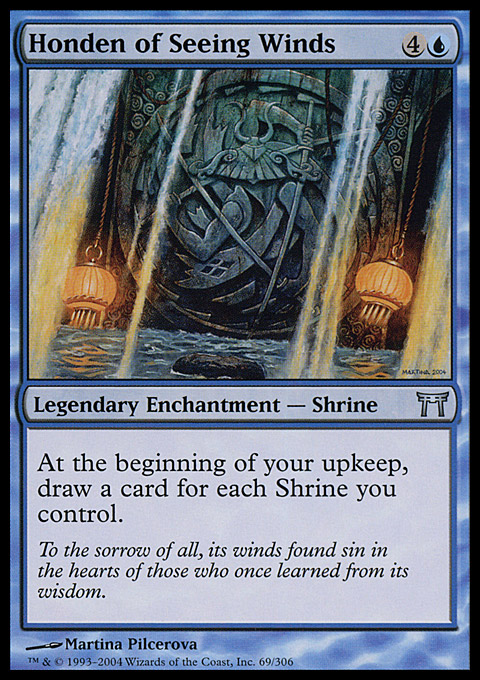 Honden of Seeing Winds 4
MARTINA 2004
Legendary Enchantment — Shrine
At the beginning of your upkeep,
draw a card for each Shrine you
control.
To the sorrow of all, its winds found sin in
the hearts of those who once learned from its
wisdom.
Martina Pilcerova
™ & © 1993–2004 Wizards of the Coast, Inc. 69/306